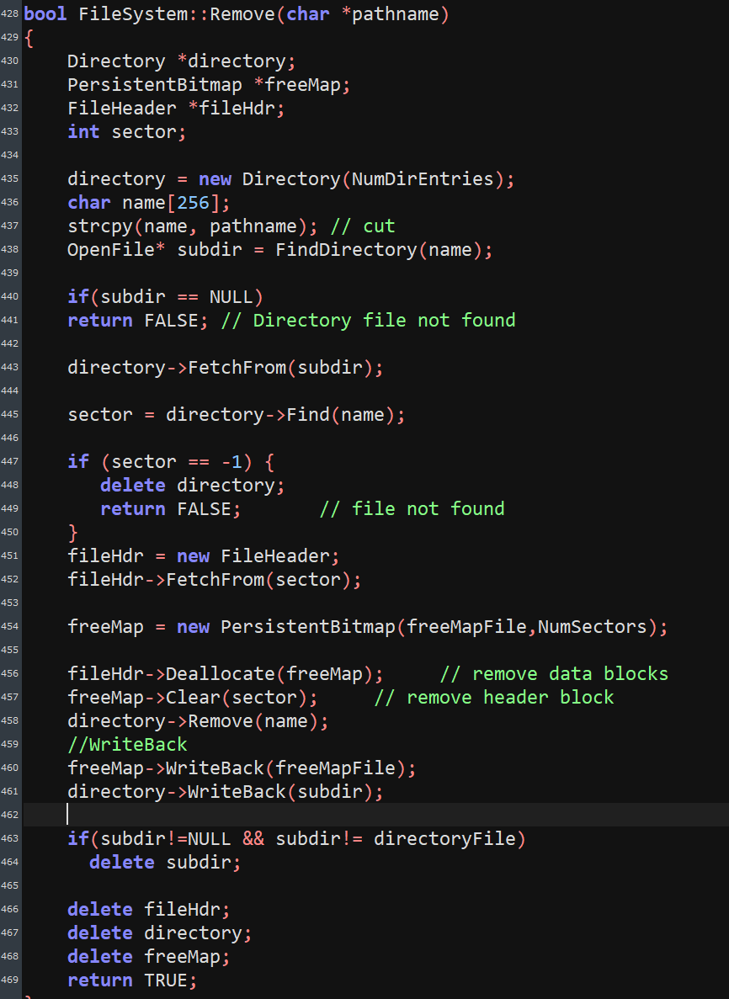 428 bool FileSystem::Remove(char *pathname)
429 {
430     Directory *directory;
431     PersistentBitmap *freeMap;
432     FileHeader *fileHdr;
433     int sector;
434
435     directory = new Directory(NumDirEntries);
436     char name[256];
437     strcpy(name, pathname); // cut
438     OpenFile* subdir = FindDirectory(name);
439
440     if(subdir == NULL)
441     return FALSE; // Directory file not found
442
443     directory->FetchFrom(subdir);
444
445     sector = directory->Find(name);
446
447     if (sector == -1) {
448        delete directory;
449        return FALSE;       // file not found
450     }
451     fileHdr = new FileHeader;
452     fileHdr->FetchFrom(sector);
453
454     freeMap = new PersistentBitmap(freeMapFile,NumSectors);
455
456     fileHdr->Deallocate(freeMap);     // remove data blocks
457     freeMap->Clear(sector);     // remove header block
458     directory->Remove(name);
459     //WriteBack
460     freeMap->WriteBack(freeMapFile);
461     directory->WriteBack(subdir);
462
463     if(subdir!=NULL && subdir!= directoryFile)
464       delete subdir;
465
466     delete fileHdr;
467     delete directory;
468     delete freeMap;
469     return TRUE;